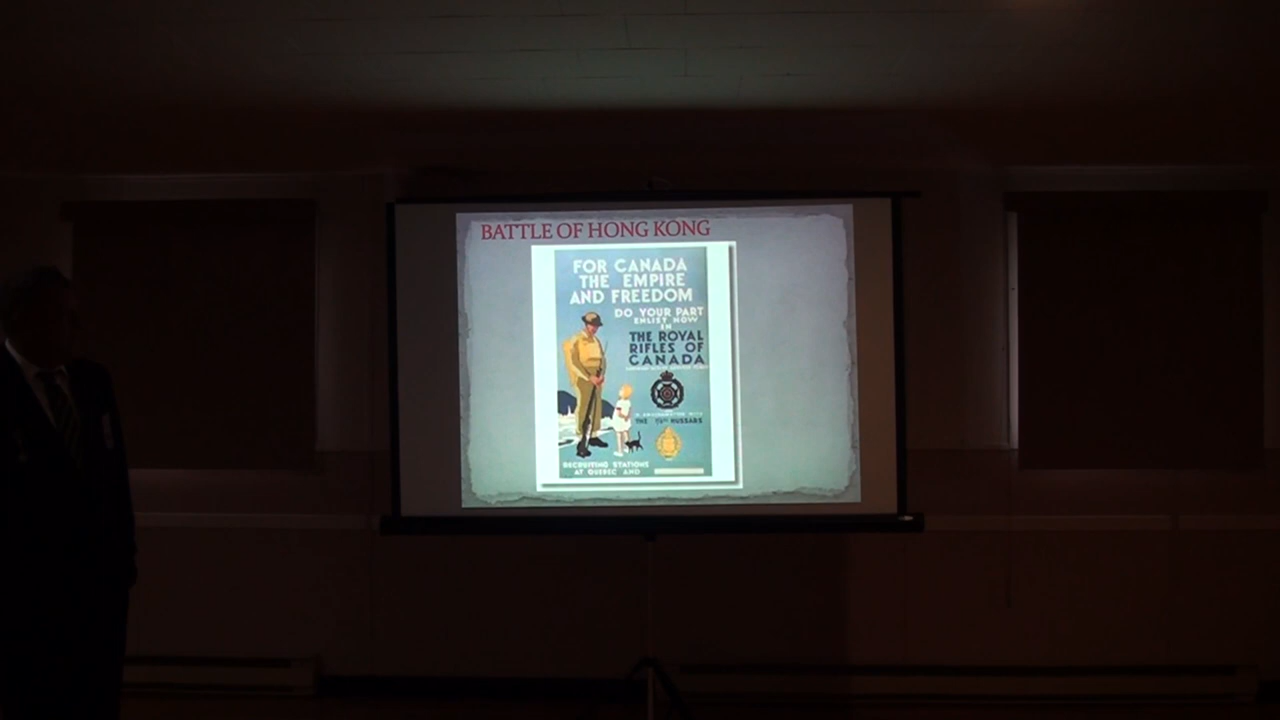 BATTLE OF HONG KONG
FOR CANADA
THE EMPIRE
AND FREEDOM
DO YOUR PART
ENLIST NOW
IN
THE ROYAL
RIFLES OF
CANADA
THE 7TH HUSSARS
RECRUITING STATIONS
AT QUEBEC AND